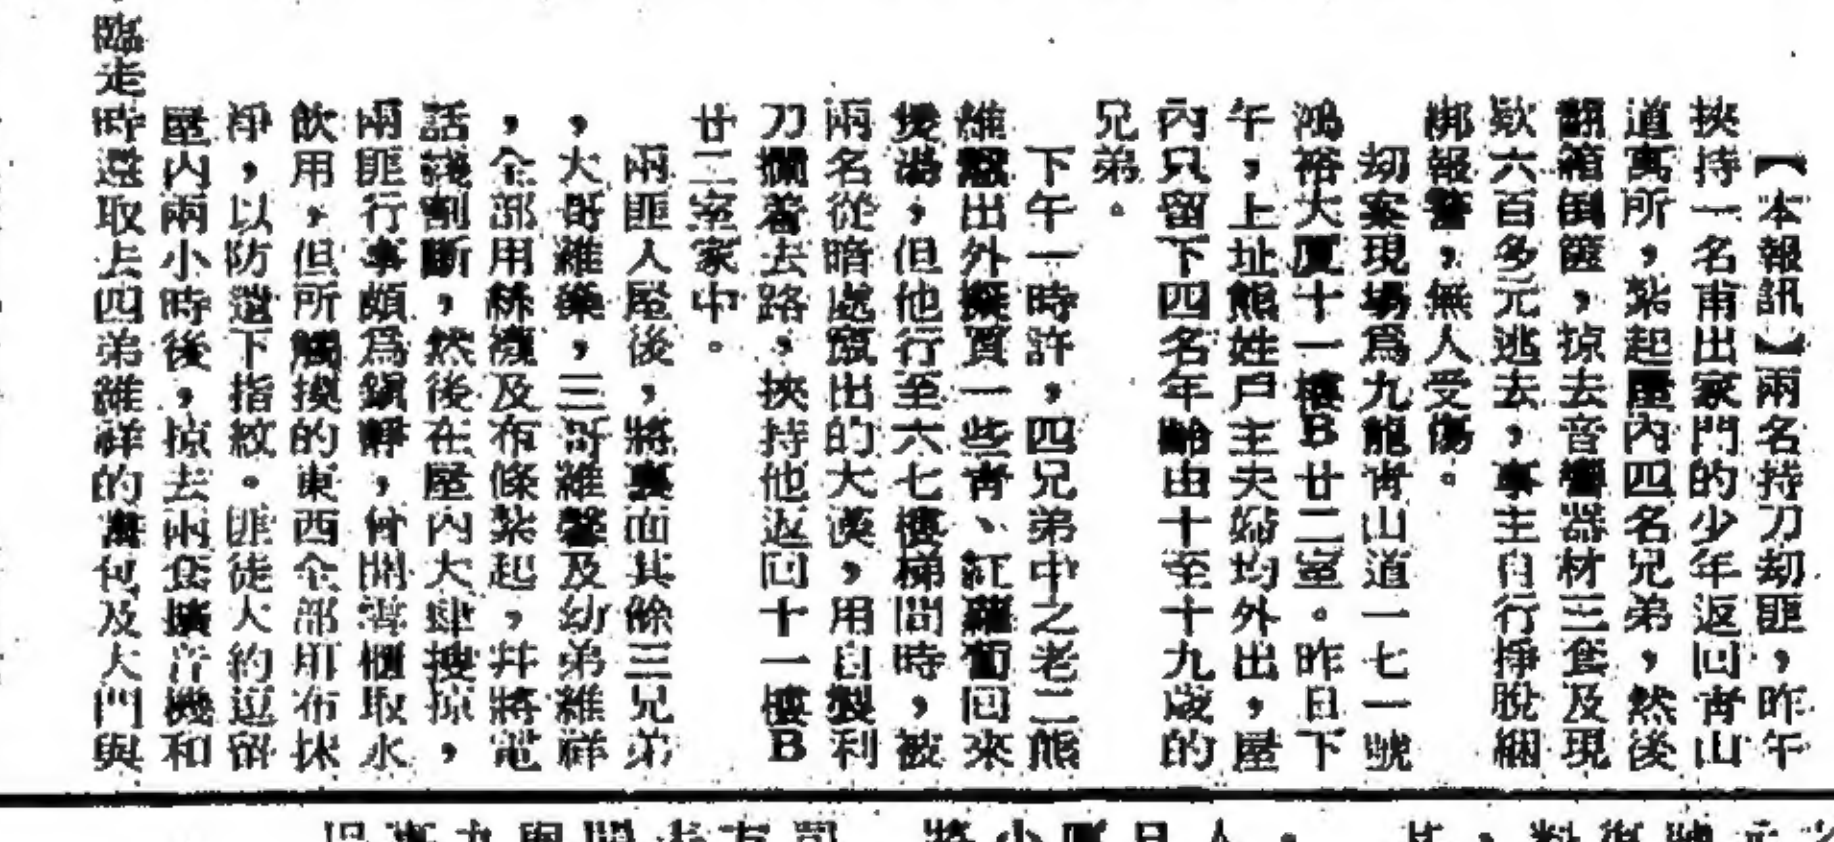 【本報訊】兩名持刀刧匪，昨午
挾持一名甫出家門的少年返回青山
道寓所，紮起屋內四名兄弟，然後
翻箱倒篋，掠去音響器材三套及現
欵六百多元逃去，事主自行掙脫綑
綁報警，無人受傷。
刧案現場爲九龍青山道一七一號
鴻裕大厦十一樓B廿二室。昨日下
午，上址熊姓戶主夫婦均外出，屋
內只留下四名年齡由十至十九歲的
兄弟。
下午一時許，四兄弟中之老二熊
維出外擬買一些青、紅蘿蔔回來
煲湯，但他行至六七樓梯間時，被
兩名從暗處竄出的大漢，用自製利
刀攔着去路，挾持他返回十一樓B
廿二室家中。
兩匪入屋後，將裏面其餘三兄弟
，大哥維樂，三哥維馨及幼弟維祥
，全部用及布條紮起，幷將電
話綫割斷，然後在屋內大肆搜掠，
兩匪行事頗爲鎭靜，曾開雪櫃取水
飲用，但所觸摸的東西全部用布抹
淨，以防遺下指紋。匪徒大約逗留
屋內兩小時後，掠去兩套擴音機和
臨走時還取去四弟維祥的書包及大門與